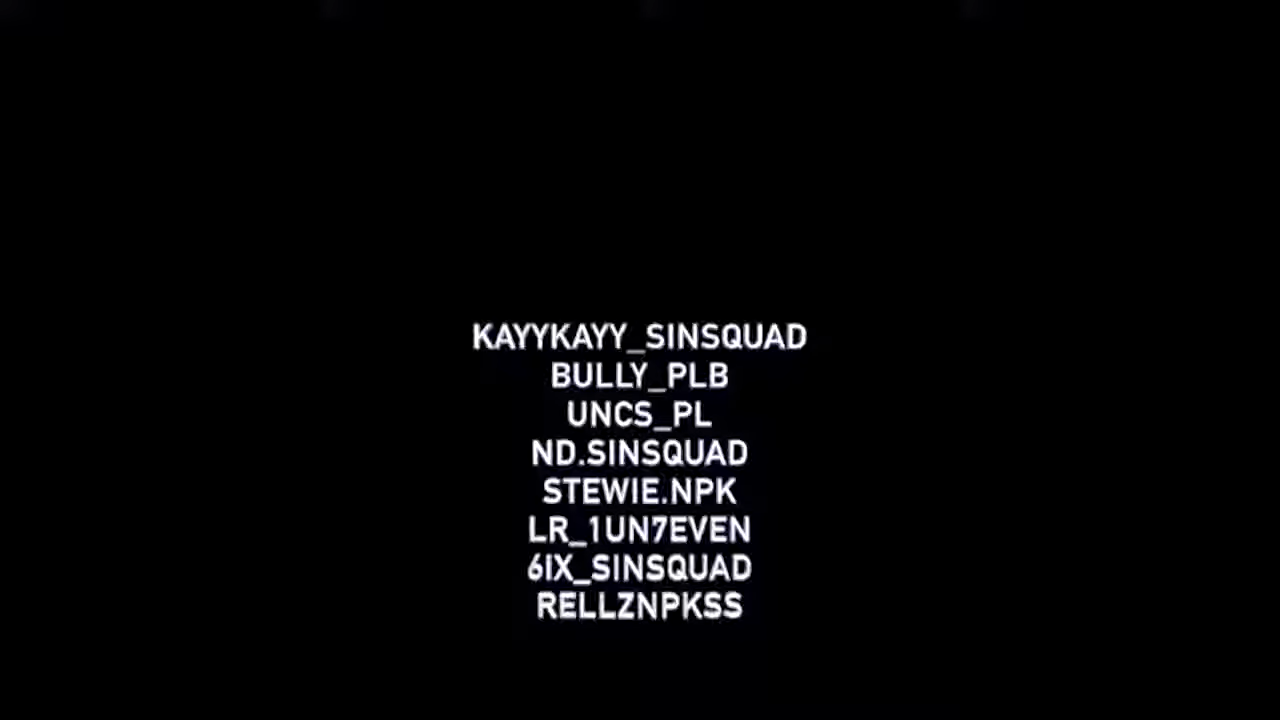 KAYYKAYY_SINSQUAD
BULLY_PLB
UNCS_PL
ND.SINSQUAD
STEWIE.NPK
LR_1UN7EVEN
6IX_SINSQUAD
RELLZNPKSS